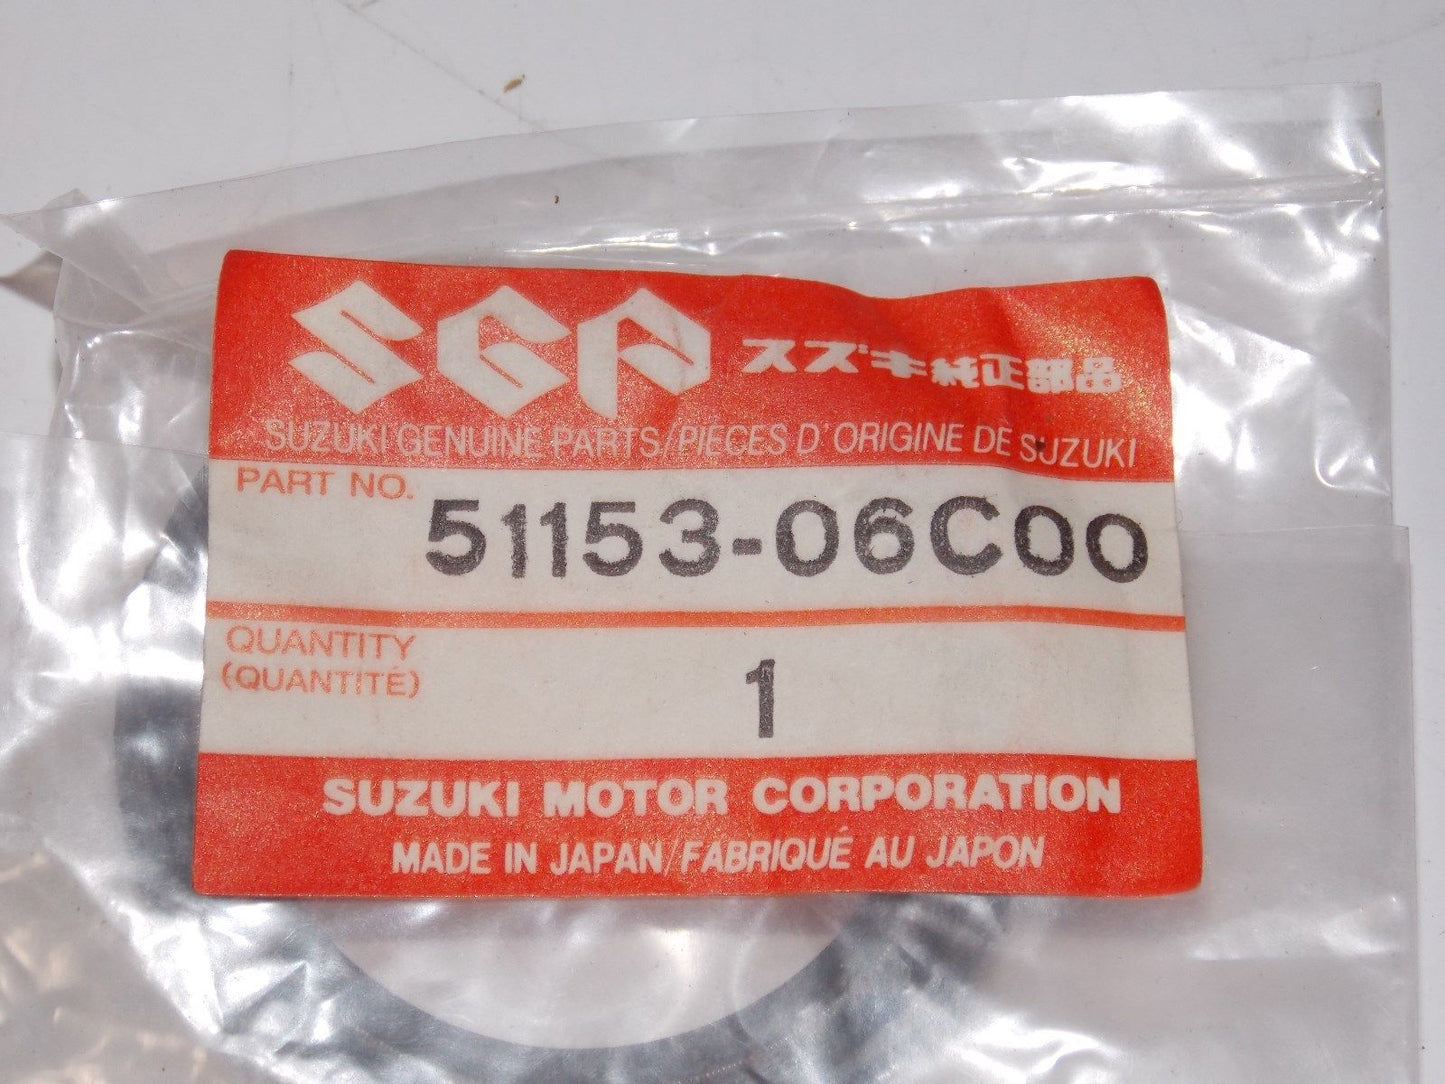 SGP スズキ純正部品
SUZUKI GENUINE PARTS/PIÈCES D'ORIGINE DE SUZUKI
PART NO. 51153-06C00
QUANTITY
(QUANTITÉ) 1
SUZUKI MOTOR CORPORATION
MADE IN JAPAN/FABRIQUÉ AU JAPON